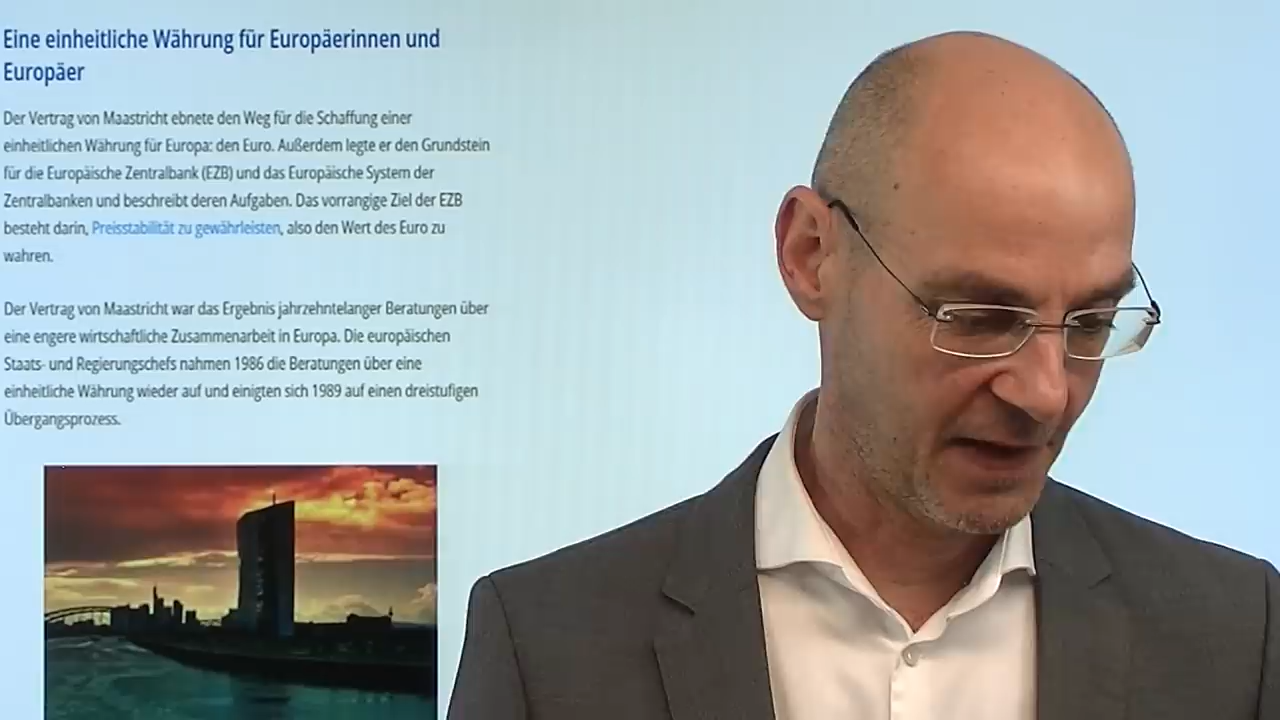 Eine einheitliche Währung für Europäerinnen und
Europäer
Der Vertrag von Maastricht ebnete den Weg für die Schaffung einer
einheitlichen Währung für Europa: den Euro. Außerdem legte er den Grundstein
für die Europäische Zentralbank (EZB) und das Europäische System der
Zentralbanken und beschreibt deren Aufgaben. Das vorrangige Ziel der EZB
besteht darin, Preisstabilität zu gewährleisten, also den Wert des Euro zu
wahren.
Der Vertrag von Maastricht war das Ergebnis jahrzehntelanger Beratungen über
eine engere wirtschaftliche Zusammenarbeit in Europa. Die europäischen
Staats- und Regierungschefs nahmen 1986 die Beratungen über eine
einheitliche Währung wieder auf und einigten sich 1989 auf einen dreistufigen
Übergangsprozess.